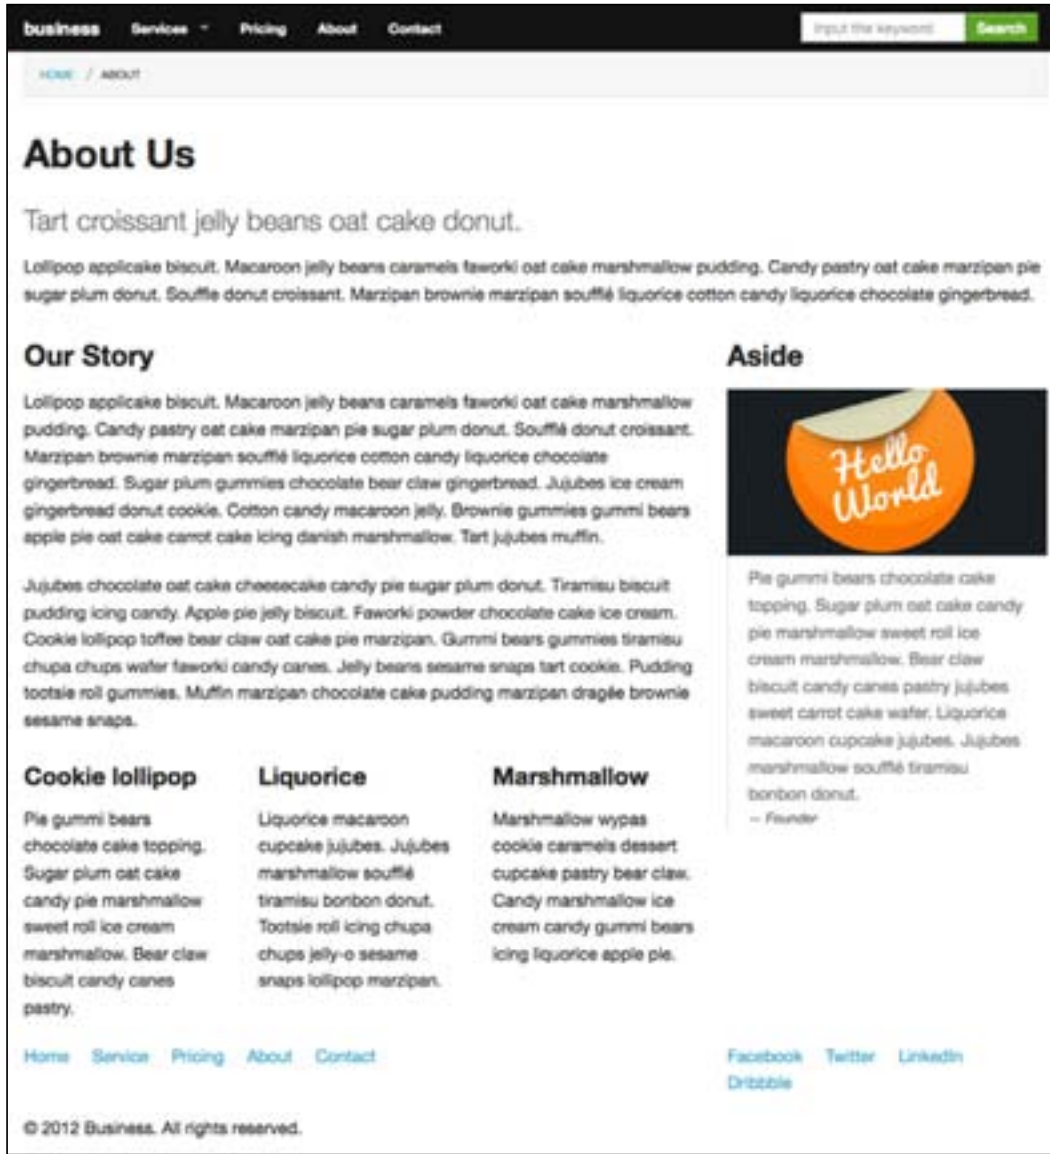 business Services Pricing About Contact Input the keyword Search
HOME / ABOUT
About Us
Tart croissant jelly beans oat cake donut.
Lollipop applicake biscuit. Macaroon jelly beans caramels faworki oat cake marshmallow pudding. Candy pastry oat cake marzipan pie
sugar plum donut. Souffle donut croissant. Marzipan brownie marzipan soufflé liquorice cotton candy liquorice chocolate gingerbread.
Our Story
Lollipop applicake biscuit. Macaroon jelly beans caramels faworki oat cake marshmallow
pudding. Candy pastry oat cake marzipan pie sugar plum donut. Soufflé donut croissant.
Marzipan brownie marzipan soufflé liquorice cotton candy liquorice chocolate
gingerbread. Sugar plum gummies chocolate bear claw gingerbread. Jujubes ice cream
gingerbread donut cookie. Cotton candy macaroon jelly. Brownie gummies gummi bears
apple pie oat cake carrot cake icing danish marshmallow. Tart jujubes muffin.
Jujubes chocolate oat cake cheesecake candy pie sugar plum donut. Tiramisu biscuit
pudding icing candy. Apple pie jelly biscuit. Faworki powder chocolate cake ice cream.
Cookie lollipop toffee bear claw oat cake pie marzipan. Gummi bears gummies tiramisu
chupa chups wafer faworki candy canes. Jelly beans sesame snaps tart cookie. Pudding
tootsie roll gummies. Muffin marzipan chocolate cake pudding marzipan dragée brownie
sesame snaps.
Cookie lollipop
Pie gummi bears
chocolate cake topping.
Sugar plum oat cake
candy pie marshmallow
sweet roll ice cream
marshmallow. Bear claw
biscuit candy canes
pastry.
Liquorice
Liquorice macaroon
cupcake jujubes. Jujubes
marshmallow soufflé
tiramisu bonbon donut.
Tootsie roll icing chupa
chups jelly-o sesame
snaps lollipop marzipan.
Marshmallow
Marshmallow wypas
cookie caramels dessert
cupcake pastry bear claw.
Candy marshmallow ice
cream candy gummi bears
icing liquorice apple pie.
Aside
Hello
World
Pie gummi bears chocolate cake
topping. Sugar plum oat cake candy
pie marshmallow sweet roll ice
cream marshmallow. Bear claw
biscuit candy canes pastry jujubes
sweet carrot cake wafer. Liquorice
macaroon cupcake jujubes. Jujubes
marshmallow soufflé tiramisu
bonbon donut.
— Founder
Home Service Pricing About Contact
Facebook Twitter LinkedIn
Dribbble
© 2012 Business. All rights reserved.